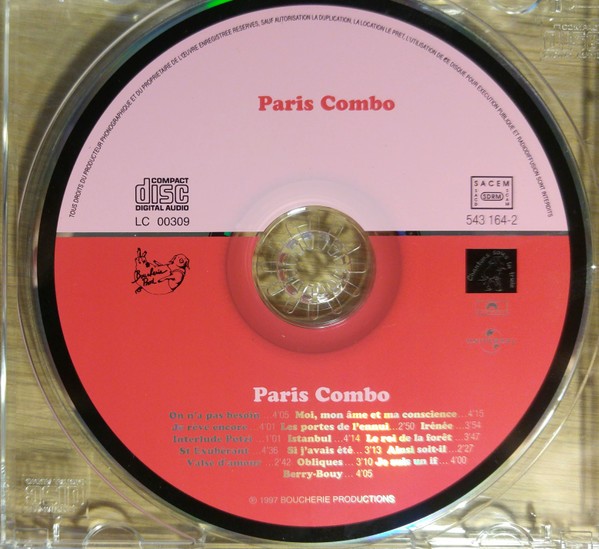 TOUS DROITS DU PRODUCTEUR PHONOGRAPHIQUE ET DU PROPRIETAIRE DE L'ŒUVRE ENREGISTREE RESERVES, SAUF AUTORISATION LA DUPLICATION, LA LOCATION LE PRET, L'UTILISATION DE CE DISQUE POUR EXECUTION PUBLIQUE ET RADIODIFFUSION SONT INTERDITS
Paris Combo
COMPACT
disc
DIGITAL AUDIO
LC 00309
SACEM
SDRM
543 164-2
Boucherie
Prod
Paris Combo
On n'a pas besoin ...4'05 Moi, mon âme et ma conscience ...4'15
Je rêve encore ...4'01 Les portes de l'ennui ...2'50 Irénée ...3'54
Interlude Potzi ...1'01 Istanbul ...4'14 Le roi de la forêt ...3'47
St Exubérant ...4'36 Si j'avais été ...3'13 Ainsi soit-il ...2'27
Valse d'amour ...2'42 Obliques ...3'10 Je suis un if ...4'00
Berry-Bouy ...4'05
℗ 1997 BOUCHERIE PRODUCTIONS